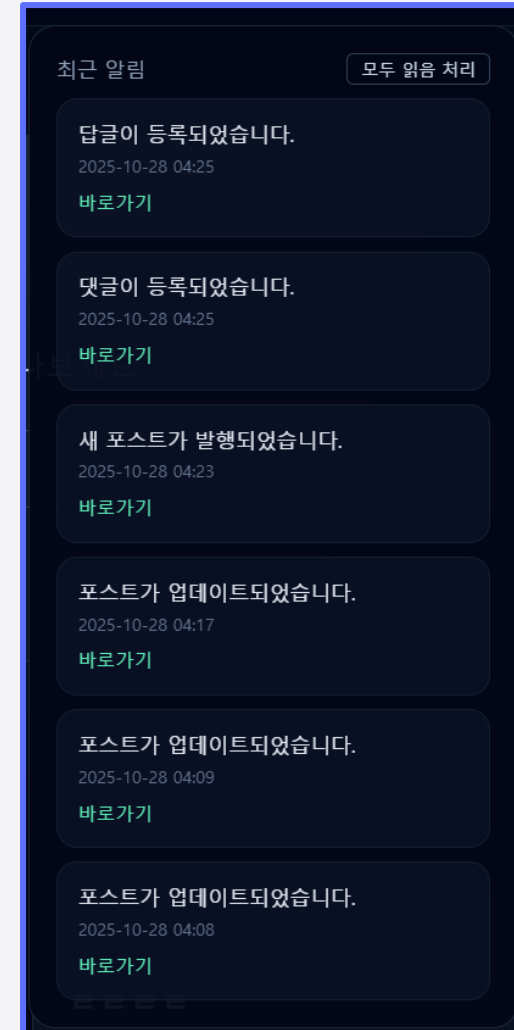 최근 알림
모두 읽음 처리
답글이 등록되었습니다.
2025-10-28 04:25
바로가기
댓글이 등록되었습니다.
2025-10-28 04:25
바로가기
새 포스트가 발행되었습니다.
2025-10-28 04:23
바로가기
포스트가 업데이트되었습니다.
2025-10-28 04:17
바로가기
포스트가 업데이트되었습니다.
2025-10-28 04:09
바로가기
포스트가 업데이트되었습니다.
2025-10-28 04:08
바로가기